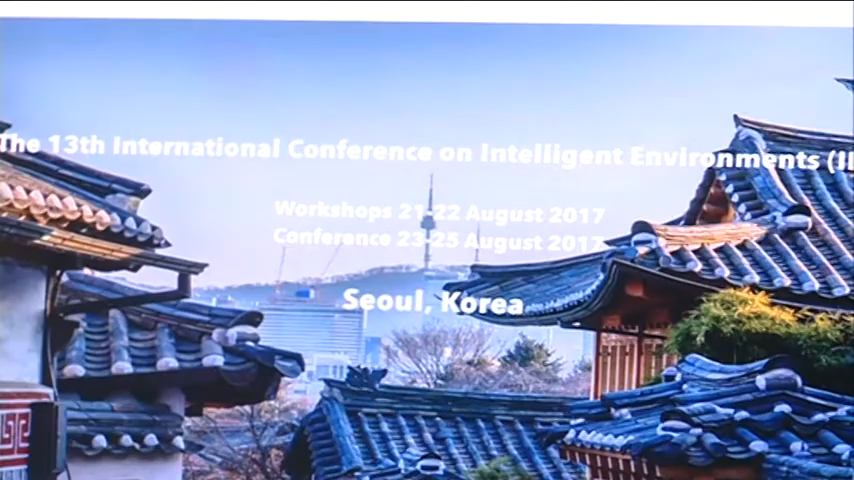 The 13th International Conference on Intelligent Environments (I
Workshops 21-22 August 2017
Conference 23-25 August 2017
Seoul, Korea